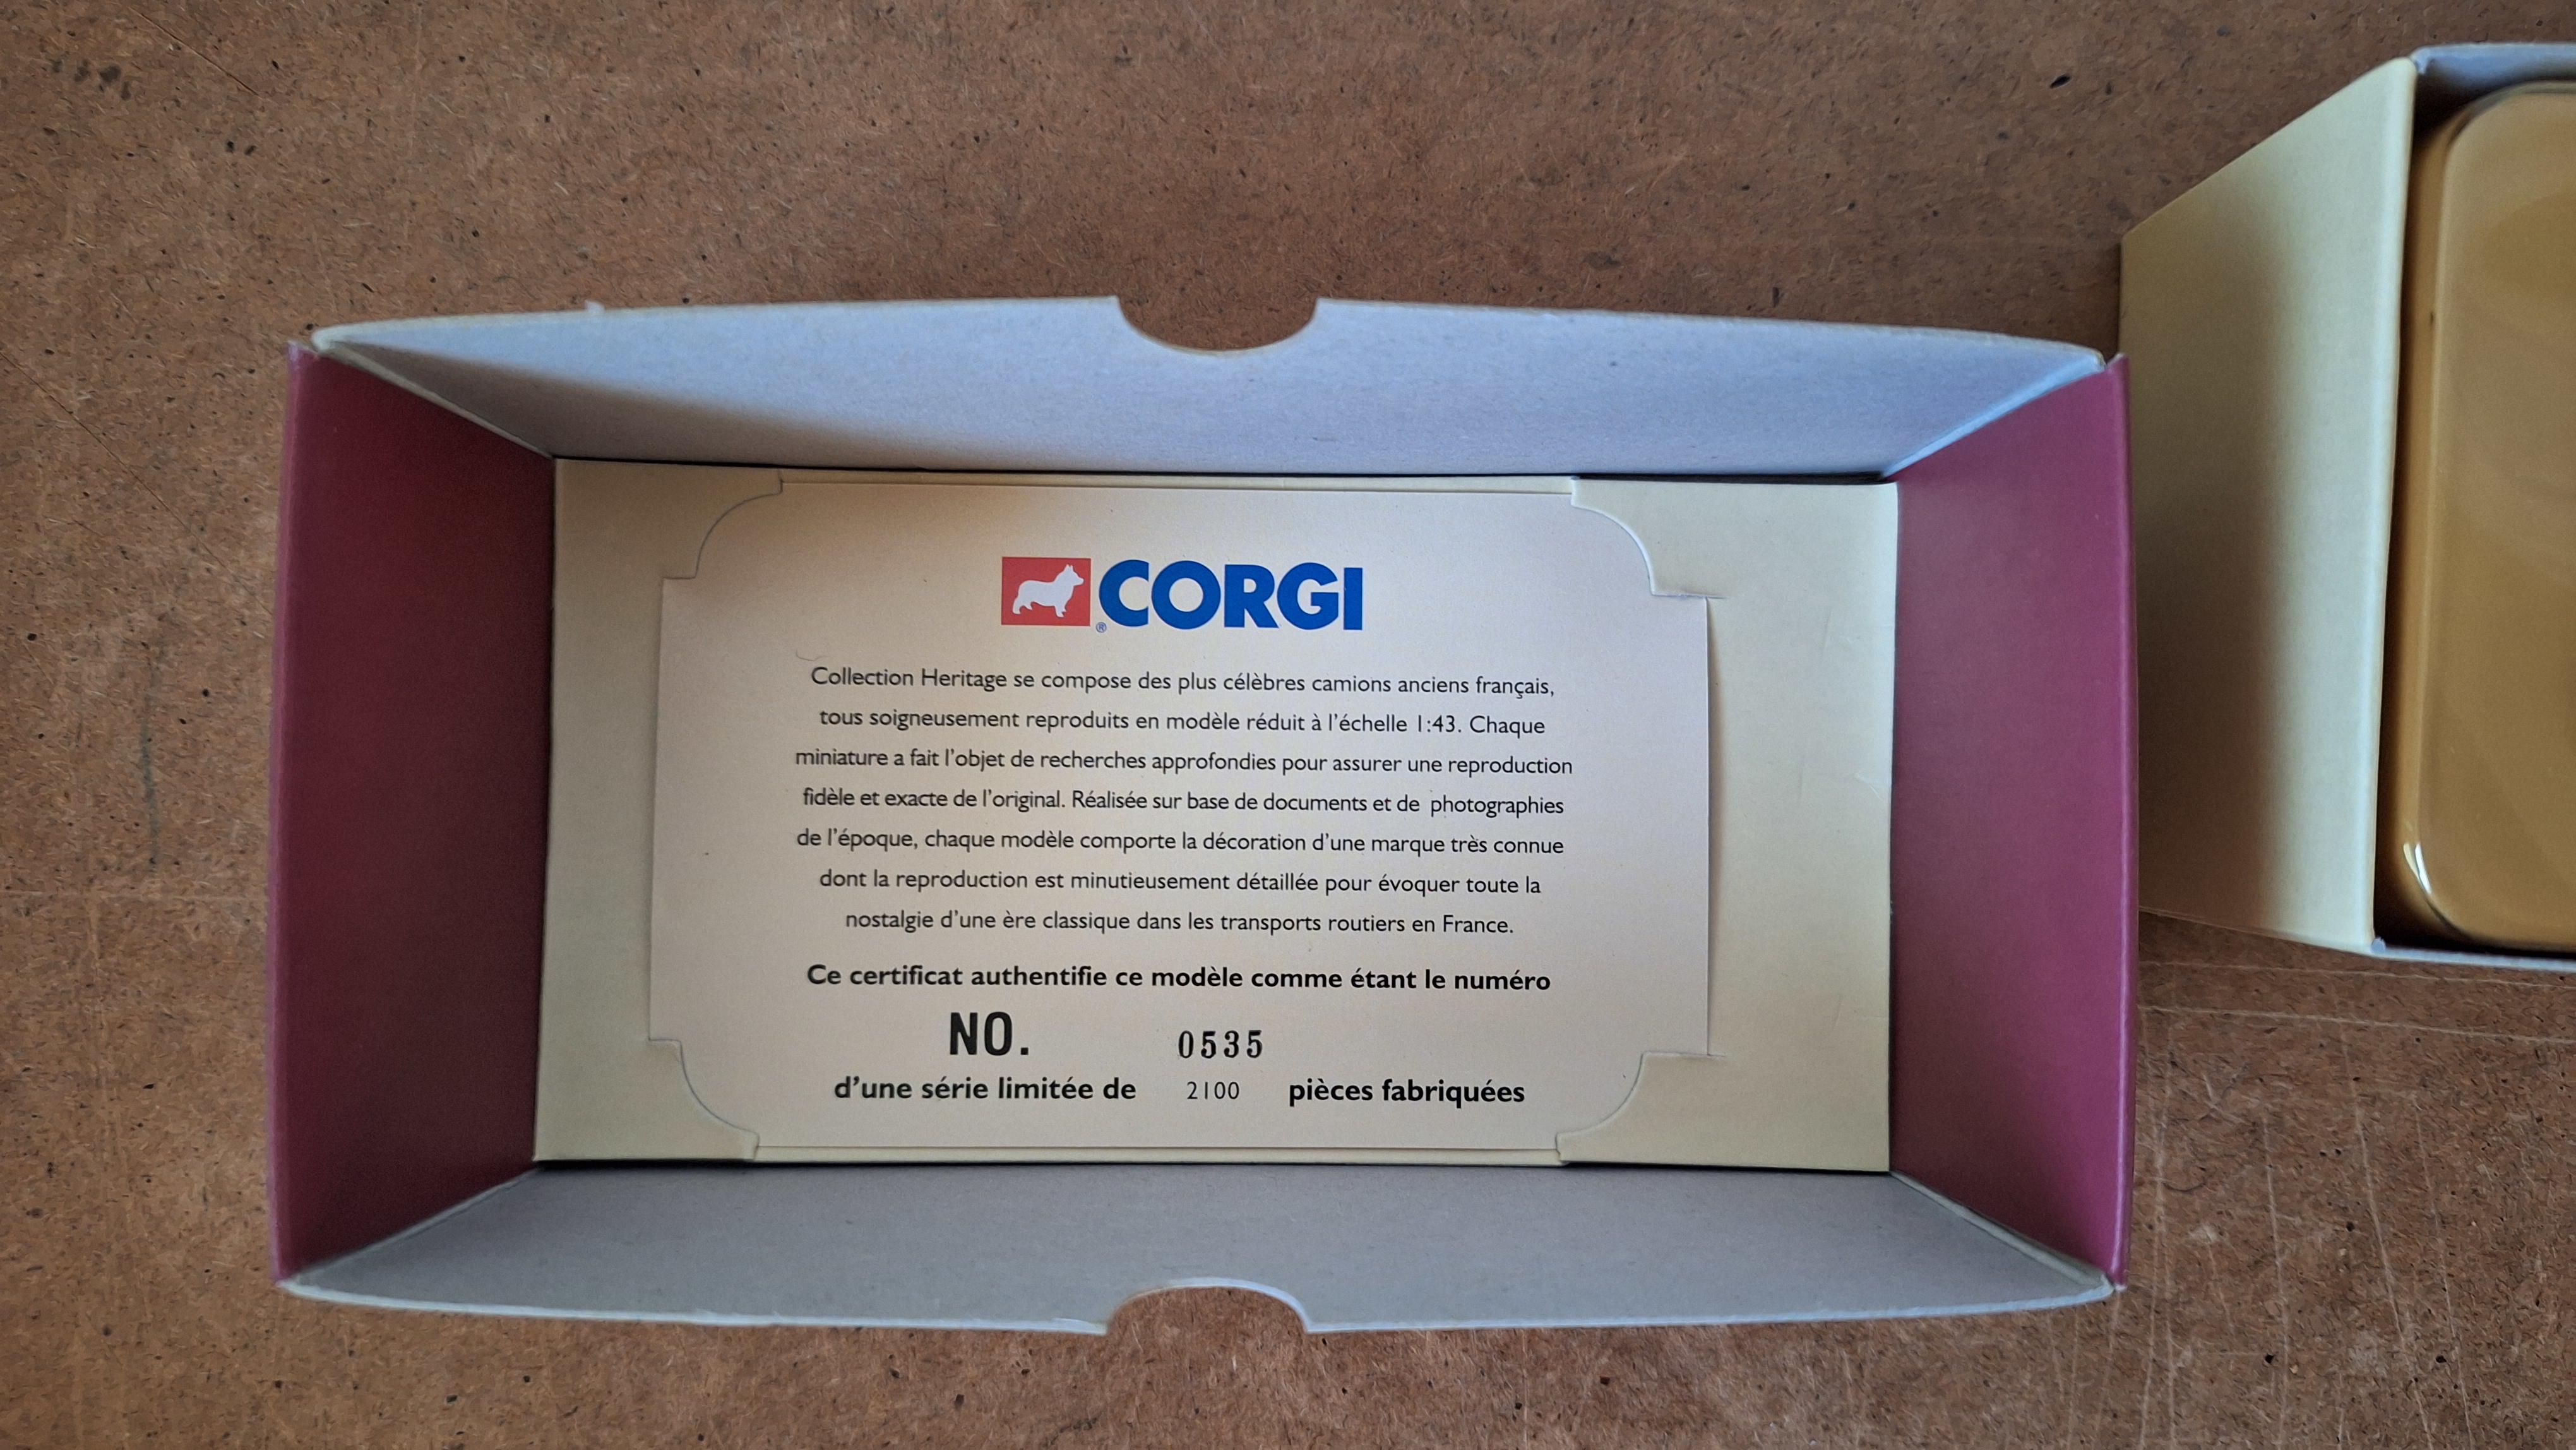 CORGI
®
Collection Heritage se compose des plus célèbres camions anciens français,
tous soigneusement reproduits en modèle réduit à l'échelle 1:43. Chaque
miniature a fait l'objet de recherches approfondies pour assurer une reproduction
fidèle et exacte de l'original. Réalisée sur base de documents et de photographies
de l'époque, chaque modèle comporte la décoration d'une marque très connue
dont la reproduction est minutieusement détaillée pour évoquer toute la
nostalgie d'une ère classique dans les transports routiers en France.
Ce certificat authentifie ce modèle comme étant le numéro
NO. 0535
d'une série limitée de 2100 pièces fabriquées